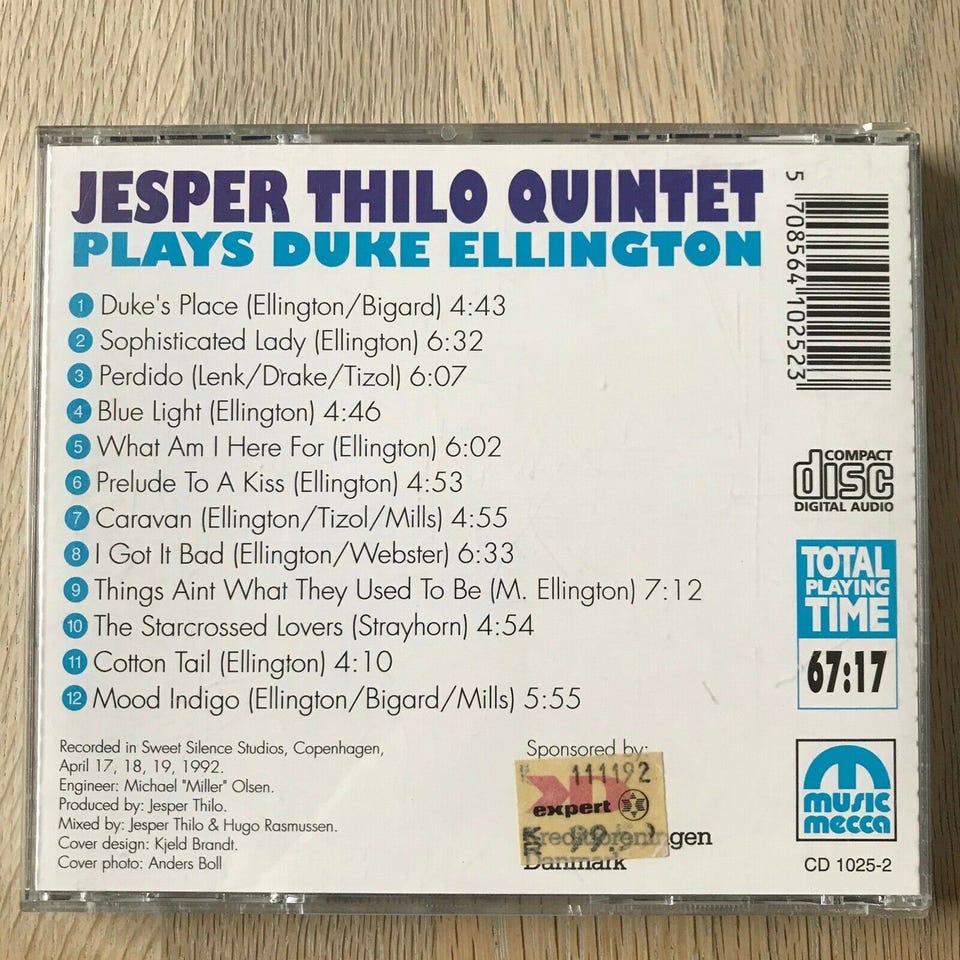 JESPER THILO QUINTET
PLAYS DUKE ELLINGTON
1 Duke's Place (Ellington/Bigard) 4:43
2 Sophisticated Lady (Ellington) 6:32
3 Perdido (Lenk/Drake/Tizol) 6:07
4 Blue Light (Ellington) 4:46
5 What Am I Here For (Ellington) 6:02
6 Prelude To A Kiss (Ellington) 4:53
7 Caravan (Ellington/Tizol/Mills) 4:55
8 I Got It Bad (Ellington/Webster) 6:33
9 Things Aint What They Used To Be (M. Ellington) 7:12
10 The Starcrossed Lovers (Strayhorn) 4:54
11 Cotton Tail (Ellington) 4:10
12 Mood Indigo (Ellington/Bigard/Mills) 5:55
Recorded in Sweet Silence Studios, Copenhagen,
April 17, 18, 19, 1992.
Engineer: Michael "Miller" Olsen.
Produced by: Jesper Thilo.
Mixed by: Jesper Thilo & Hugo Rasmussen.
Cover design: Kjeld Brandt.
Cover photo: Anders Boll
Sponsored by:
111192
expert
KR 99
Danmark
5 708564 102523
COMPACT
disc
DIGITAL AUDIO
TOTAL
PLAYING
TIME
67:17
music
mecca
CD 1025-2